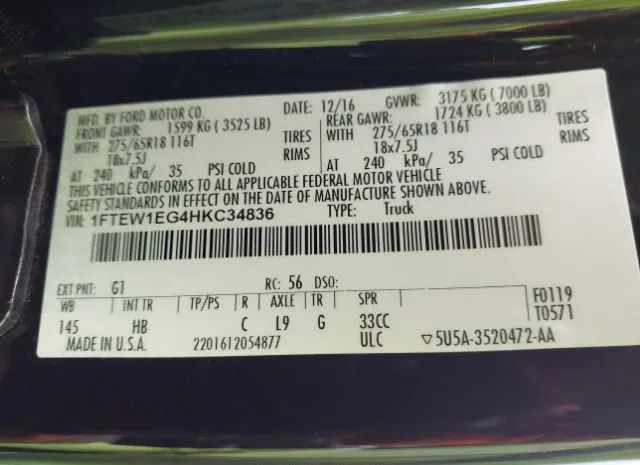 MFD. BY FORD MOTOR CO. DATE: 12/16 GVWR: 3175 KG ( 7000 LB)
FRONT GAWR: 1599 KG ( 3525 LB) REAR GAWR: 1724 KG ( 3800 LB)
WITH 275/65R18 116T TIRES WITH 275/65R18 116T TIRES
18x7.5J RIMS 18x7.5J RIMS
AT 240 kPa/ 35 PSI COLD AT 240 kPa/ 35 PSI COLD
THIS VEHICLE CONFORMS TO ALL APPLICABLE FEDERAL MOTOR VEHICLE
SAFETY STANDARDS IN EFFECT ON THE DATE OF MANUFACTURE SHOWN ABOVE.
VIN: 1FTEW1EG4HKC34836 TYPE: Truck
EXT PNT: G1 RC: 56 DSO:
WB INT TR TP/PS R AXLE TR SPR F0119
145 HB C L9 G 33CC T0571
MADE IN U.S.A. 2201612054877 ULC ▽5U5A-3520472-AA